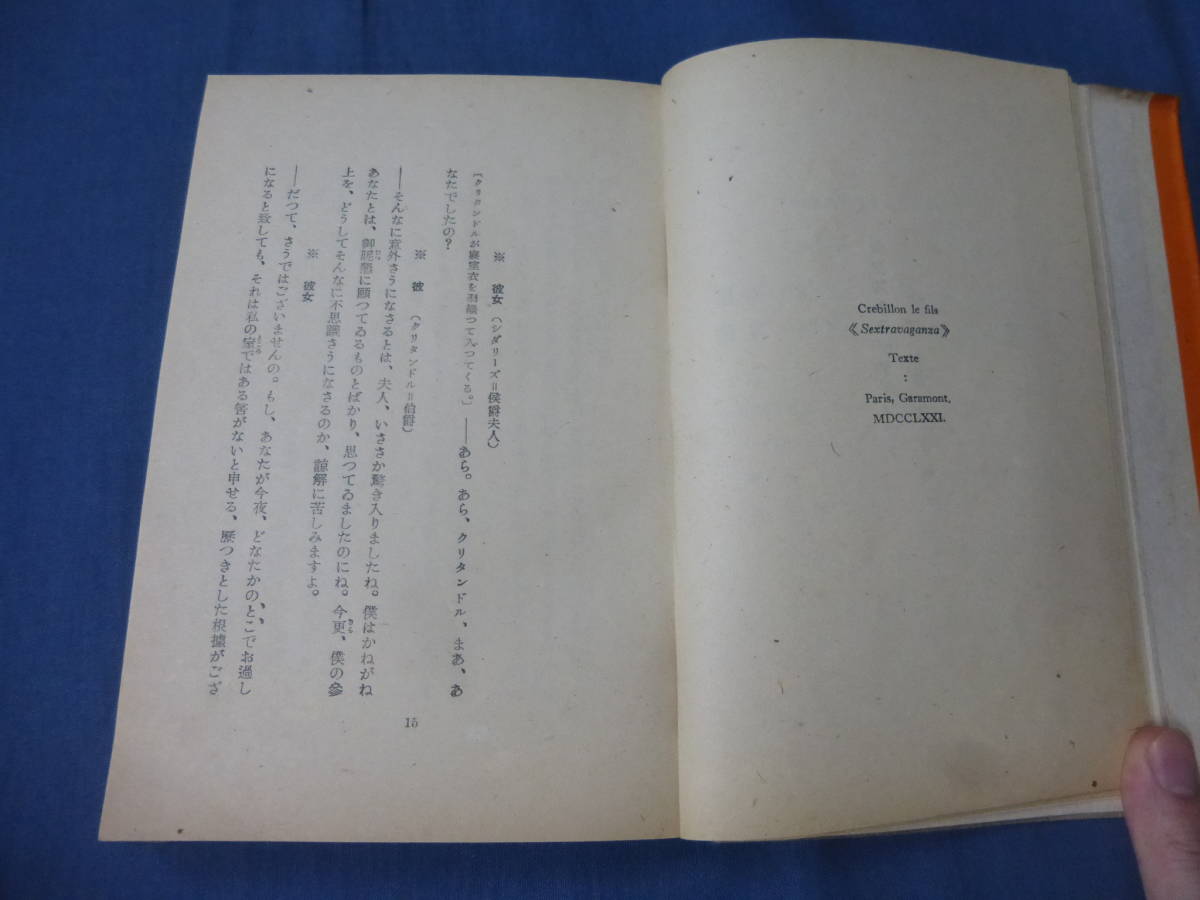 Crebillon le fils
《Sextravaganza》
Texte
:
Paris, Garamont,
MDCCLXXI.
※ 彼女 (シダリーズ=侯爵夫人)
〔クリタンドルが寝室衣を羽織つて入つてくる。〕――あら。あら、クリタンドル、まあ、あ
なたでしたの?
※ 彼 (クリタンドル=伯爵)
――そんなに意外さうになさるとは、夫人、いささか驚き入りましたね。僕はかねがね
あなたとは、御昵懇に願つてゐるものとばかり、思つてゐましたのにね。今更、僕の参
上を、どうしてそんなに不思議さうになさるのか、諒解に苦しみますよ。
※ 彼女
――だつて、さうではございませんの。もし、あなたが今夜、どなたかのとこでお過し
になると致しても、それは私の室ではある筈がないと申せる、歴つきとした根拠がござ
15